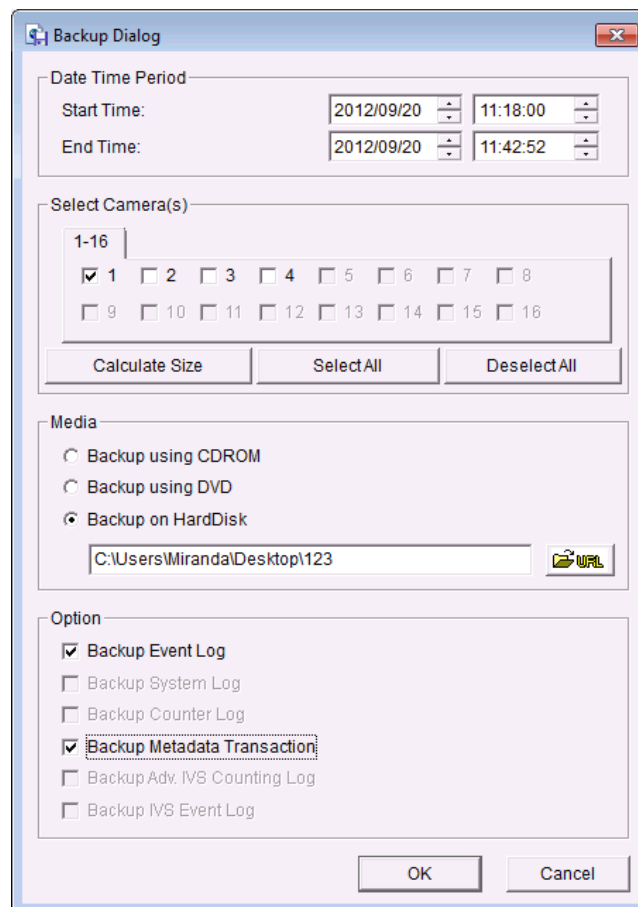 Backup Dialog
Date Time Period
Start Time: 2012/09/20 11:18:00
End Time: 2012/09/20 11:42:52
Select Camera(s)
1-16
1 2 3 4 5 6 7 8
9 10 11 12 13 14 15 16
Calculate Size Select All Deselect All
Media
Backup using CDROM
Backup using DVD
Backup on HardDisk
C:\Users\Miranda\Desktop\123 URL
Option
Backup Event Log
Backup System Log
Backup Counter Log
Backup Metadata Transaction
Backup Adv. IVS Counting Log
Backup IVS Event Log
OK Cancel